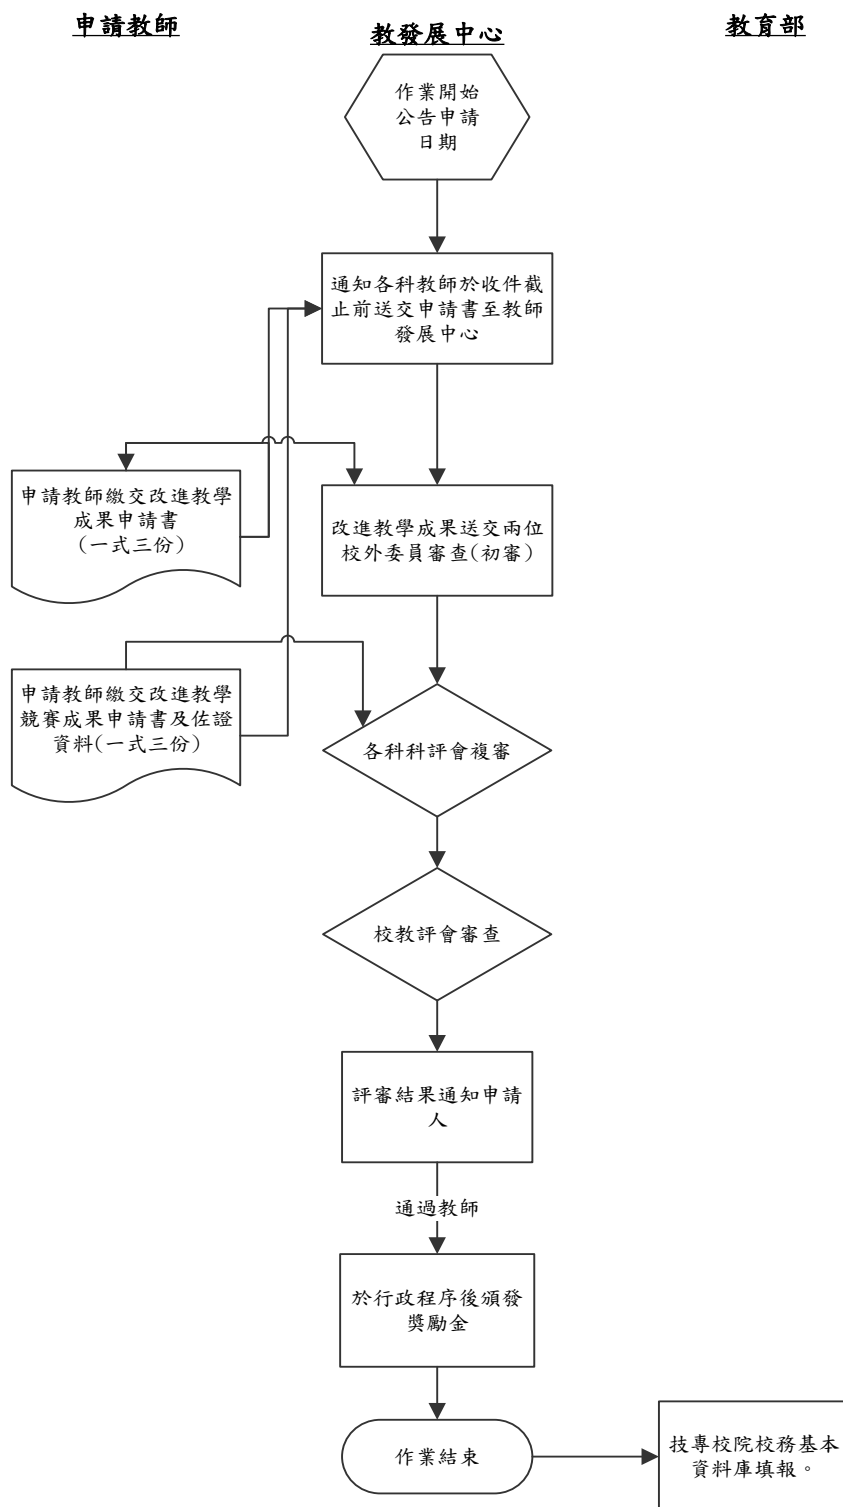 申請教師
教發展中心
教育部
作業開始
公告申請
日期
通知各科教師於收件截
止前送交申請書至教師
發展中心
申請教師繳交改進教學
成果申請書
(一式三份)
改進教學成果送交兩位
校外委員審查(初審)
申請教師繳交改進教學
競賽成果申請書及佐證
資料(一式三份)
各科科評會複審
校教評會審查
評審結果通知申請
人
通過教師
於行政程序後頒發
獎勵金
作業結束
技專校院校務基本
資料庫填報。